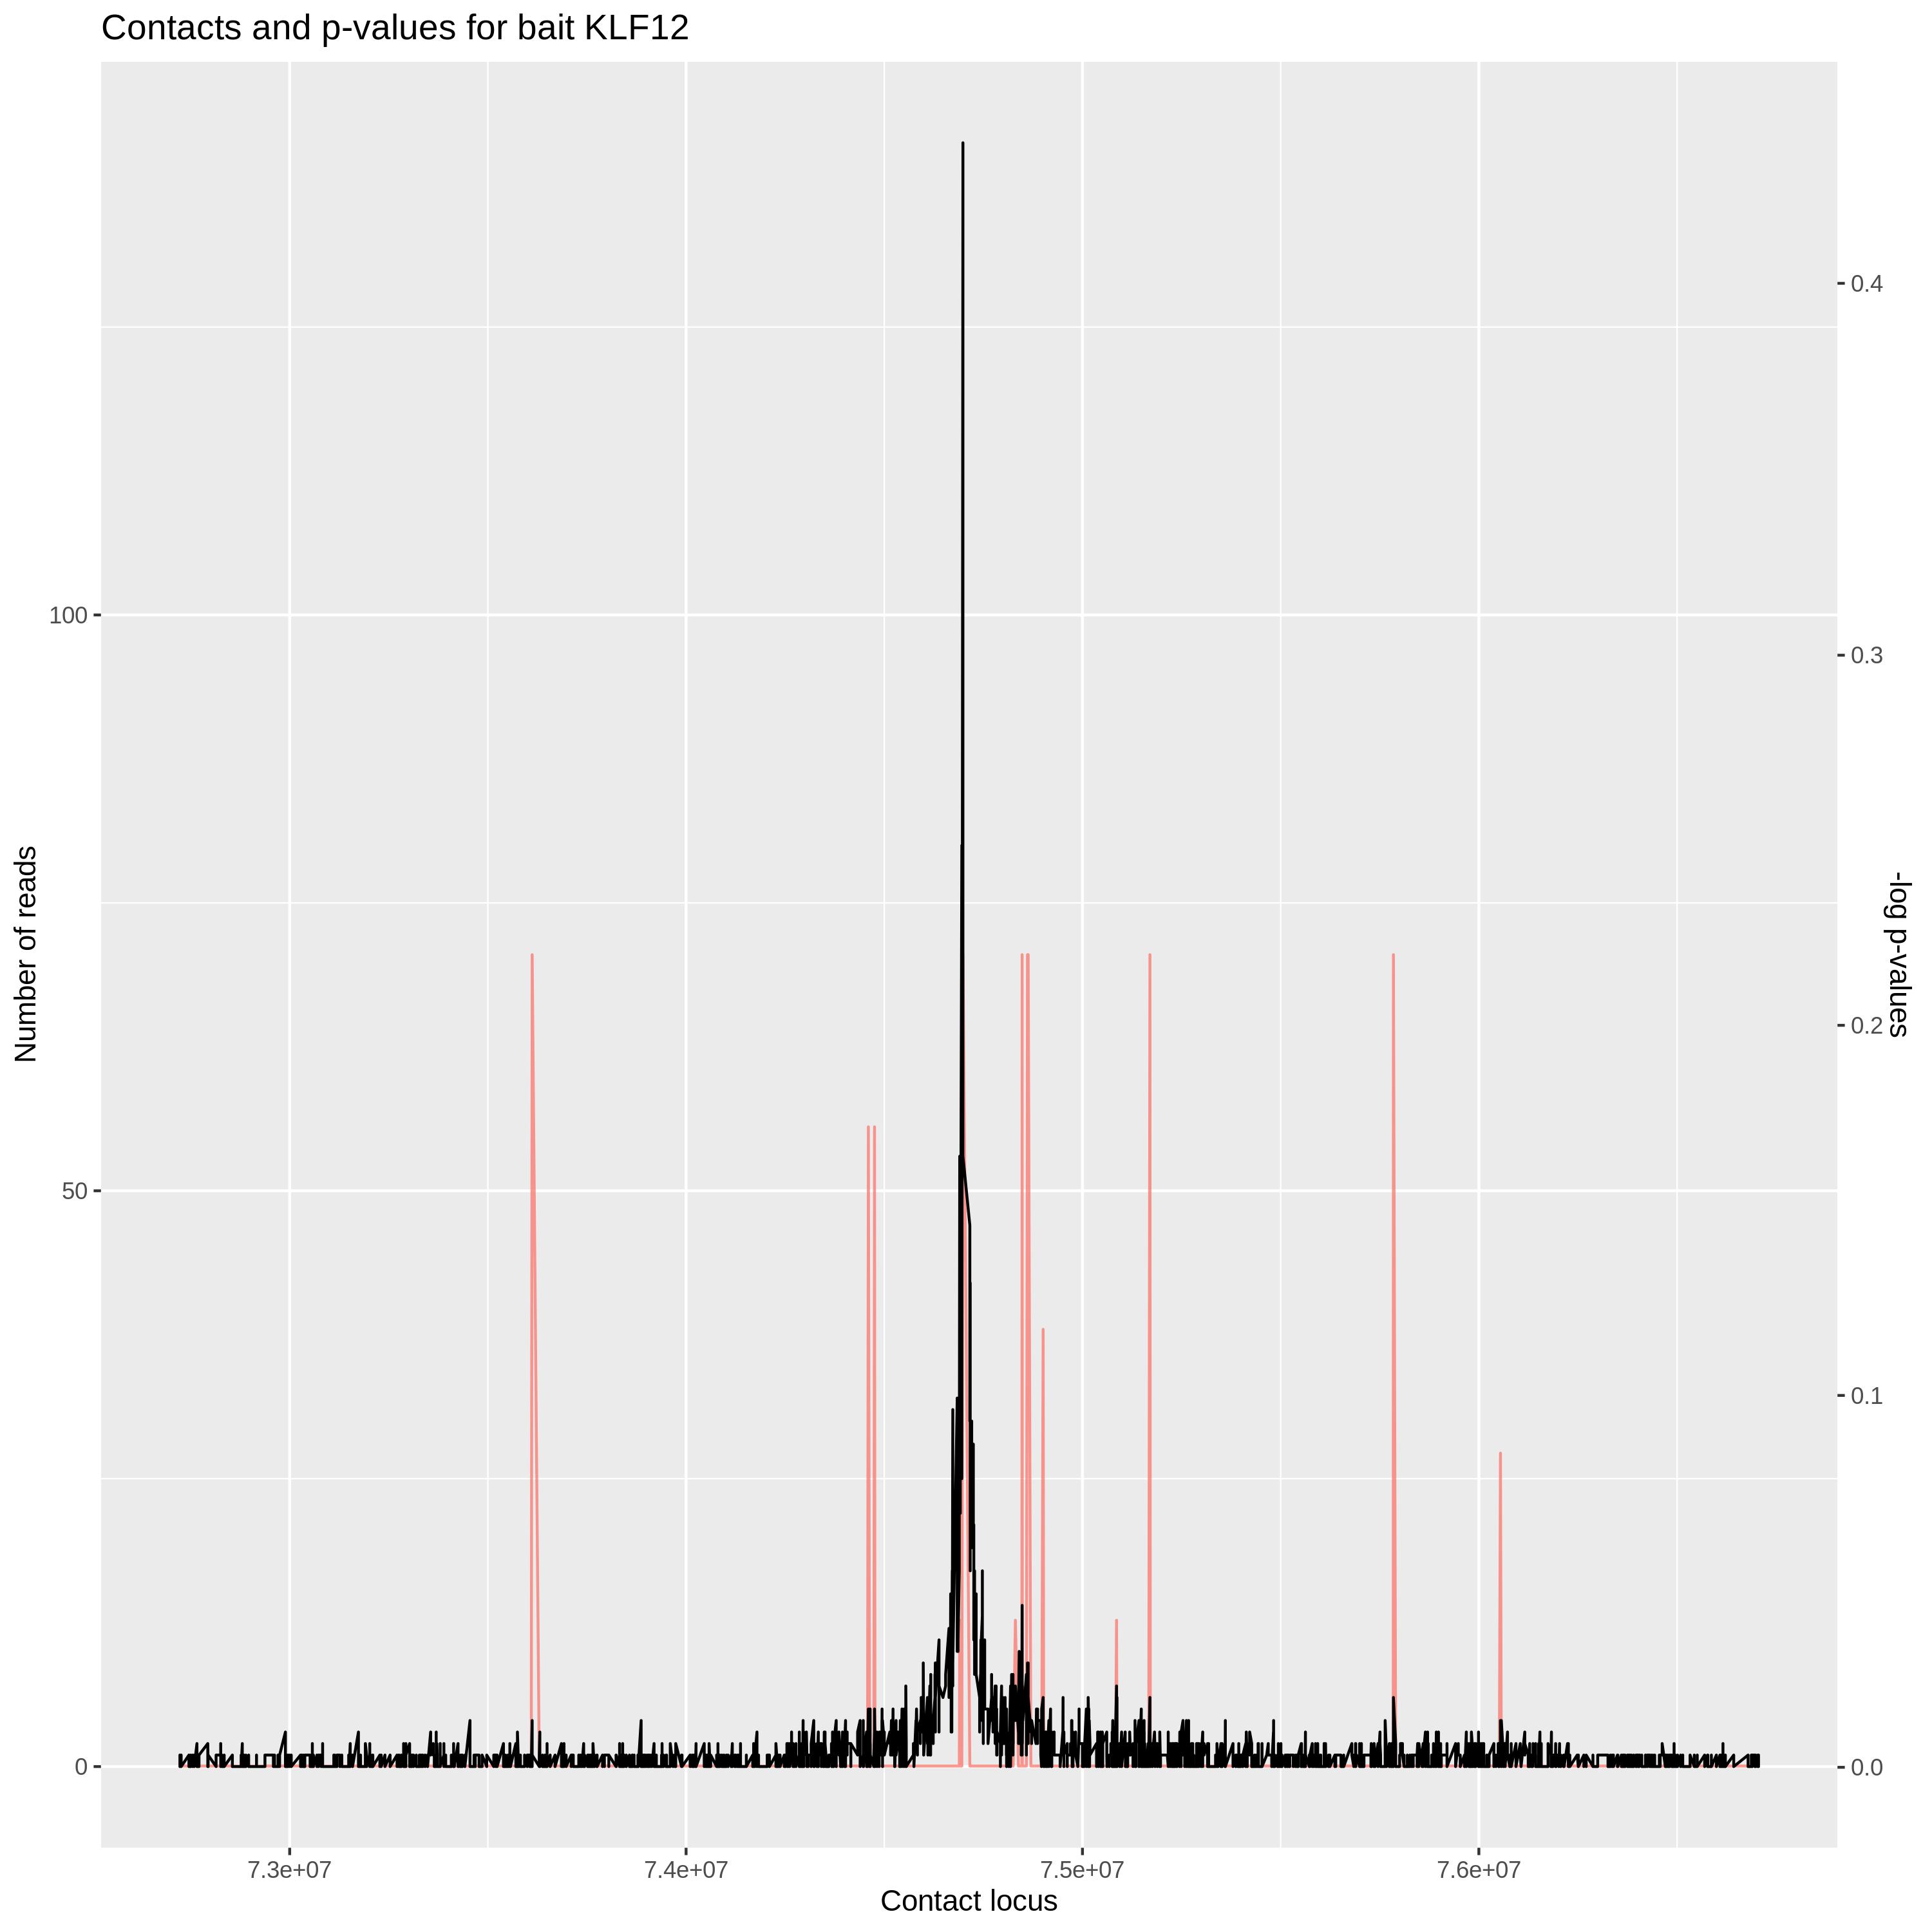 Contacts and p-values for bait KLF12
Number of reads
100
50
0
0.4
0.3
0.2
0.1
0.0
-log p-values
7.3e+07
7.4e+07
7.5e+07
7.6e+07
Contact locus